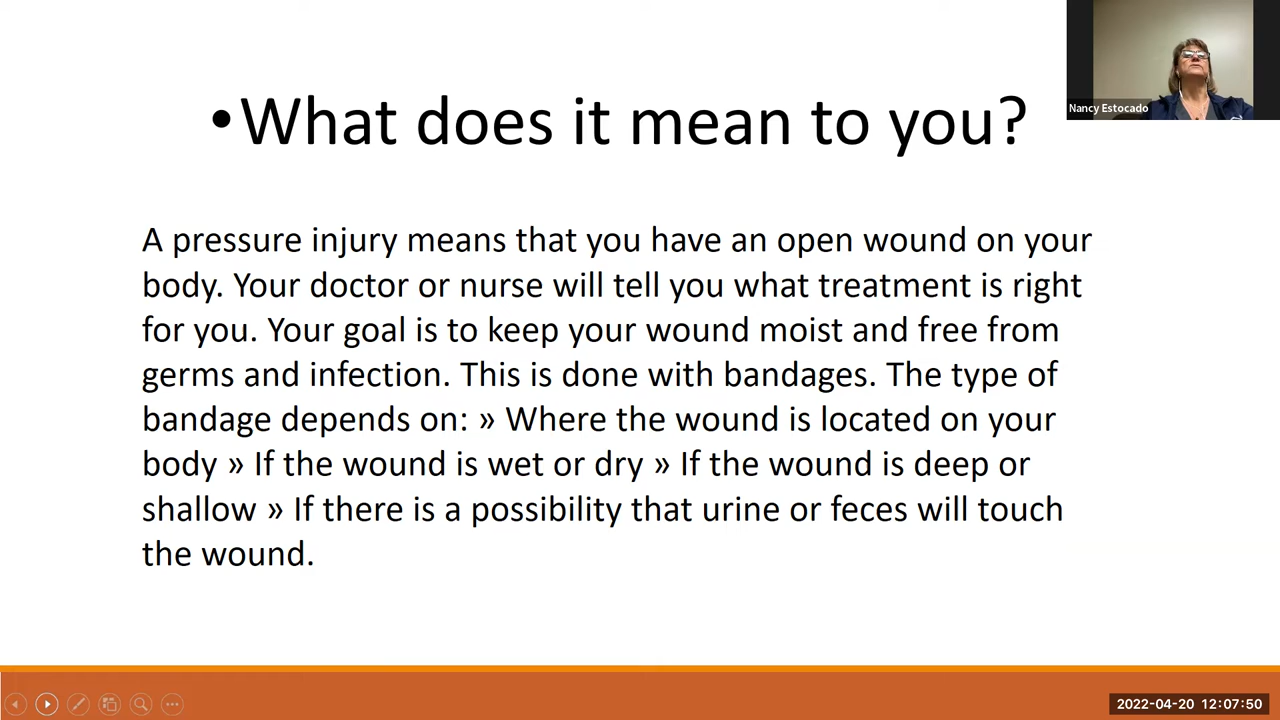 •What does it mean to you?
Nancy Estocado
A pressure injury means that you have an open wound on your
body. Your doctor or nurse will tell you what treatment is right
for you. Your goal is to keep your wound moist and free from
germs and infection. This is done with bandages. The type of
bandage depends on: » Where the wound is located on your
body » If the wound is wet or dry » If the wound is deep or
shallow » If there is a possibility that urine or feces will touch
the wound.
2022-04-20 12:07:50